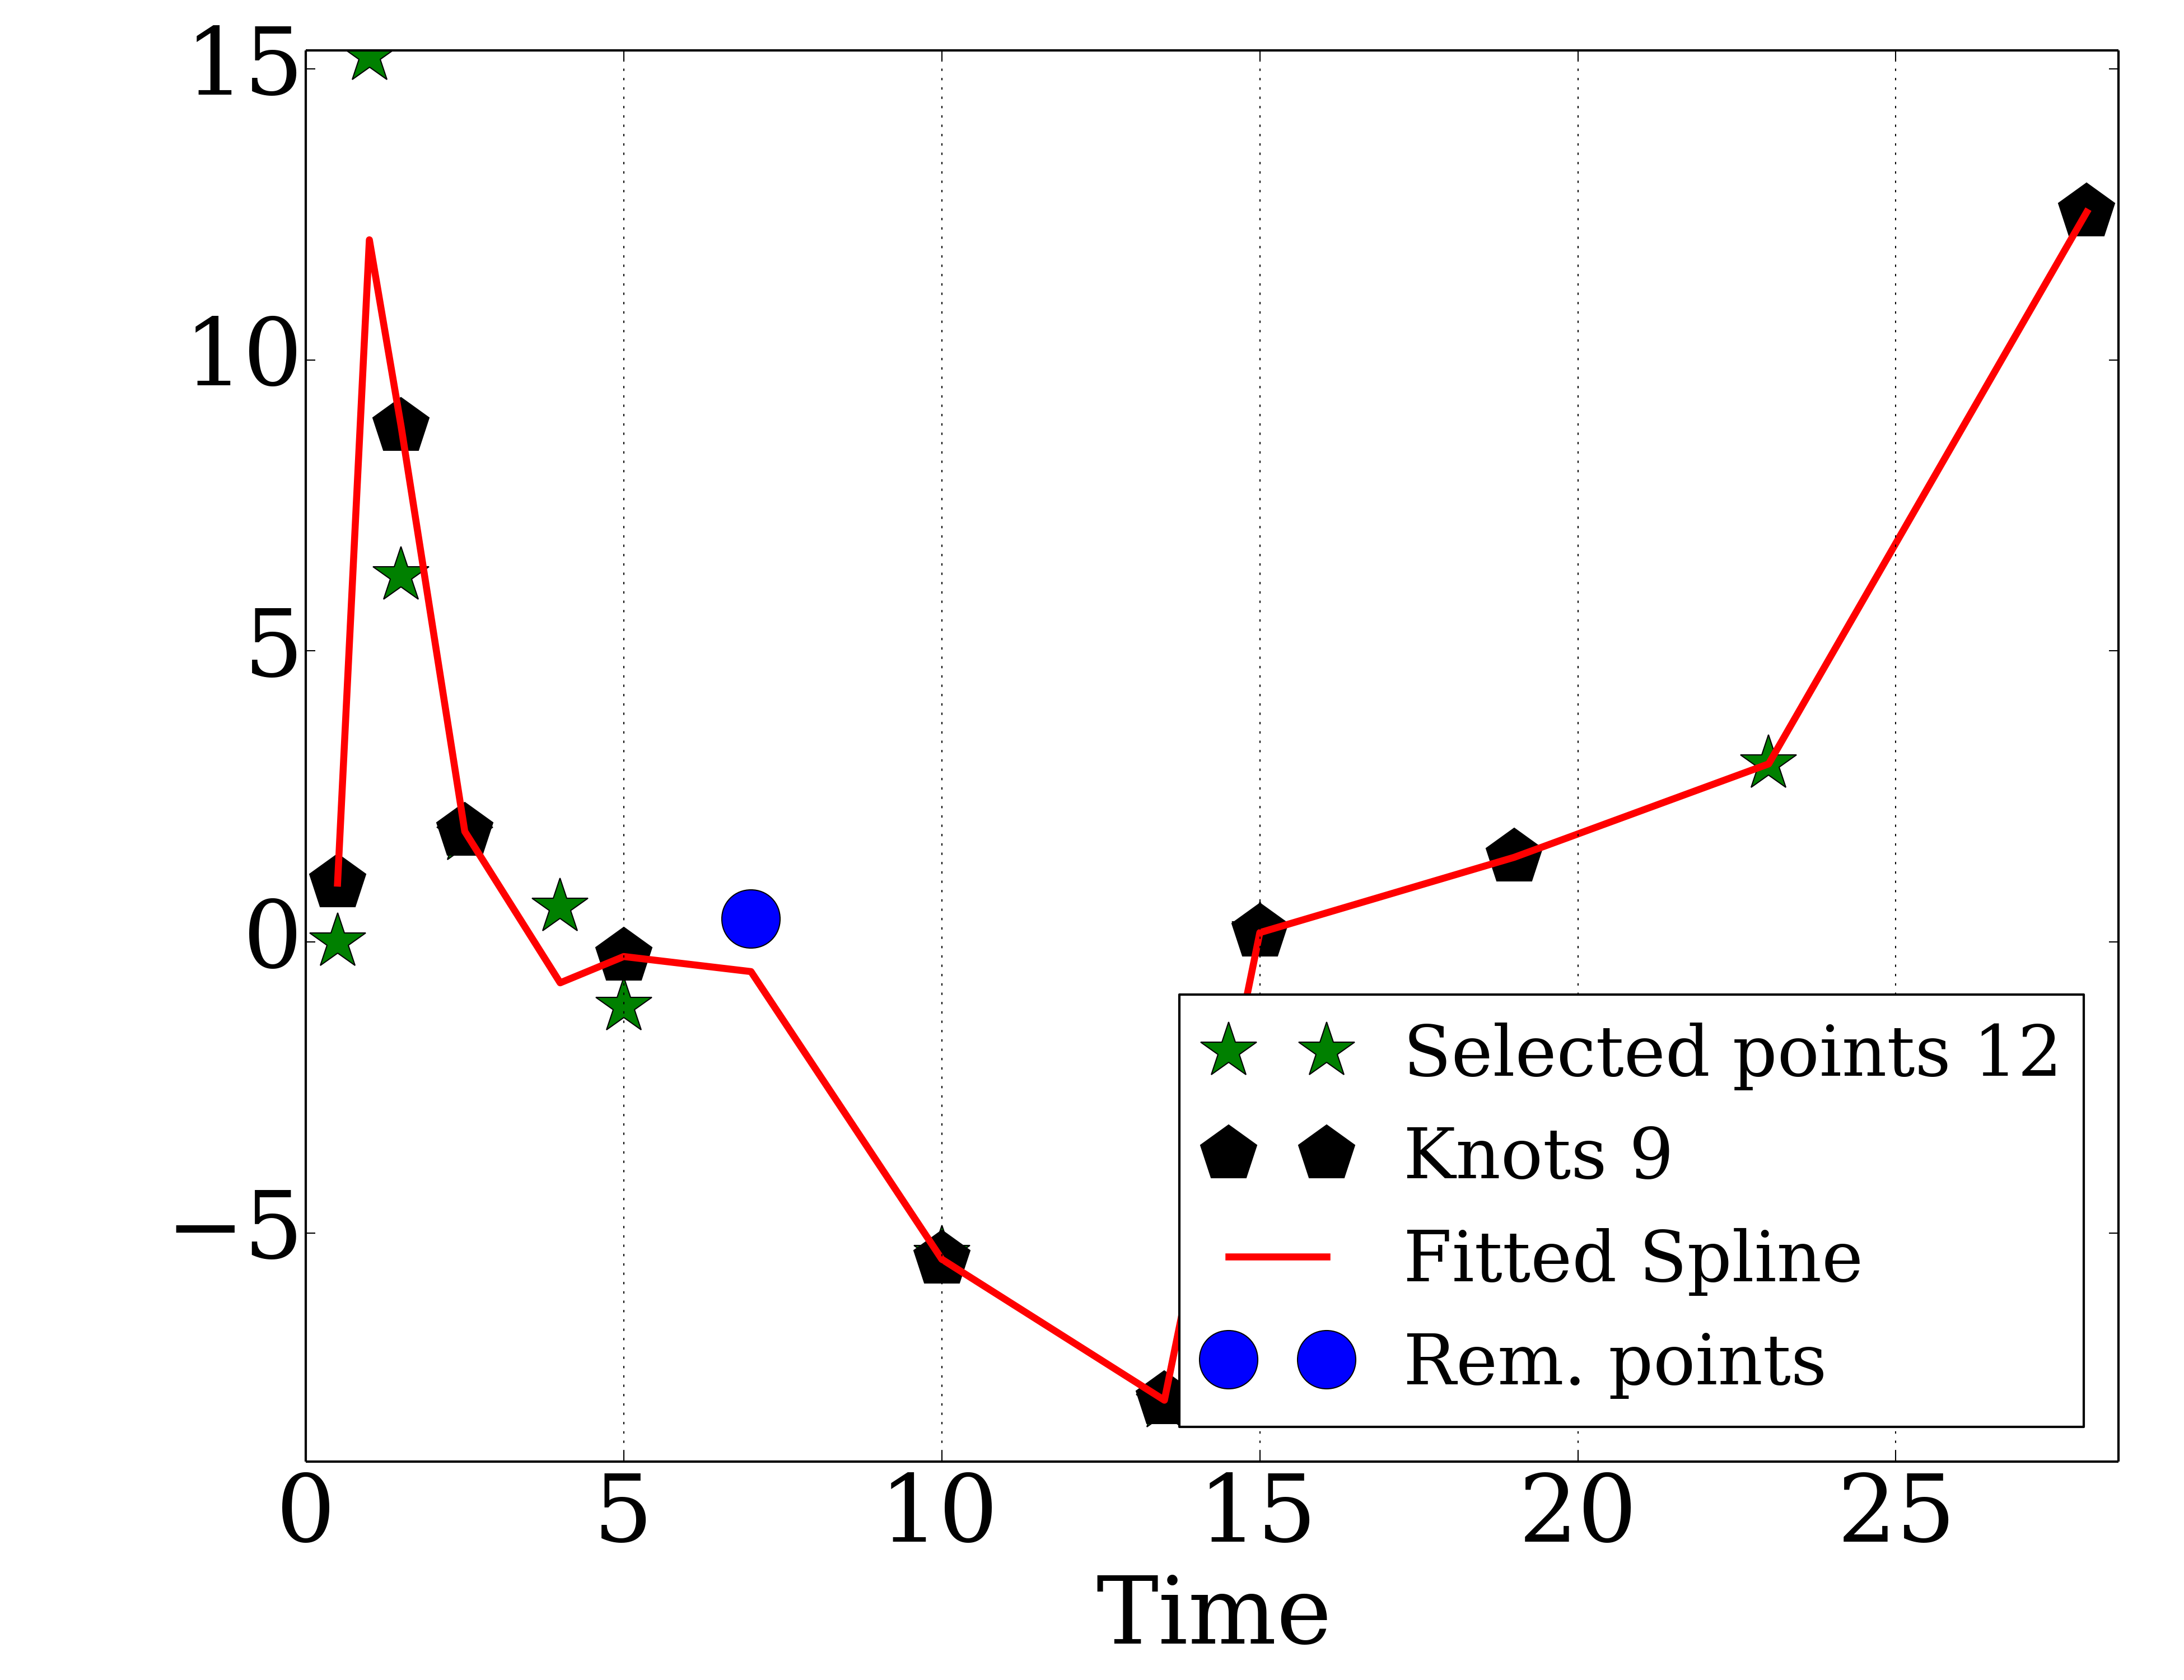 15
10
5
0
−5
Selected points 12
Knots 9
Fitted Spline
Rem. points
0 5 10 15 20 25
Time